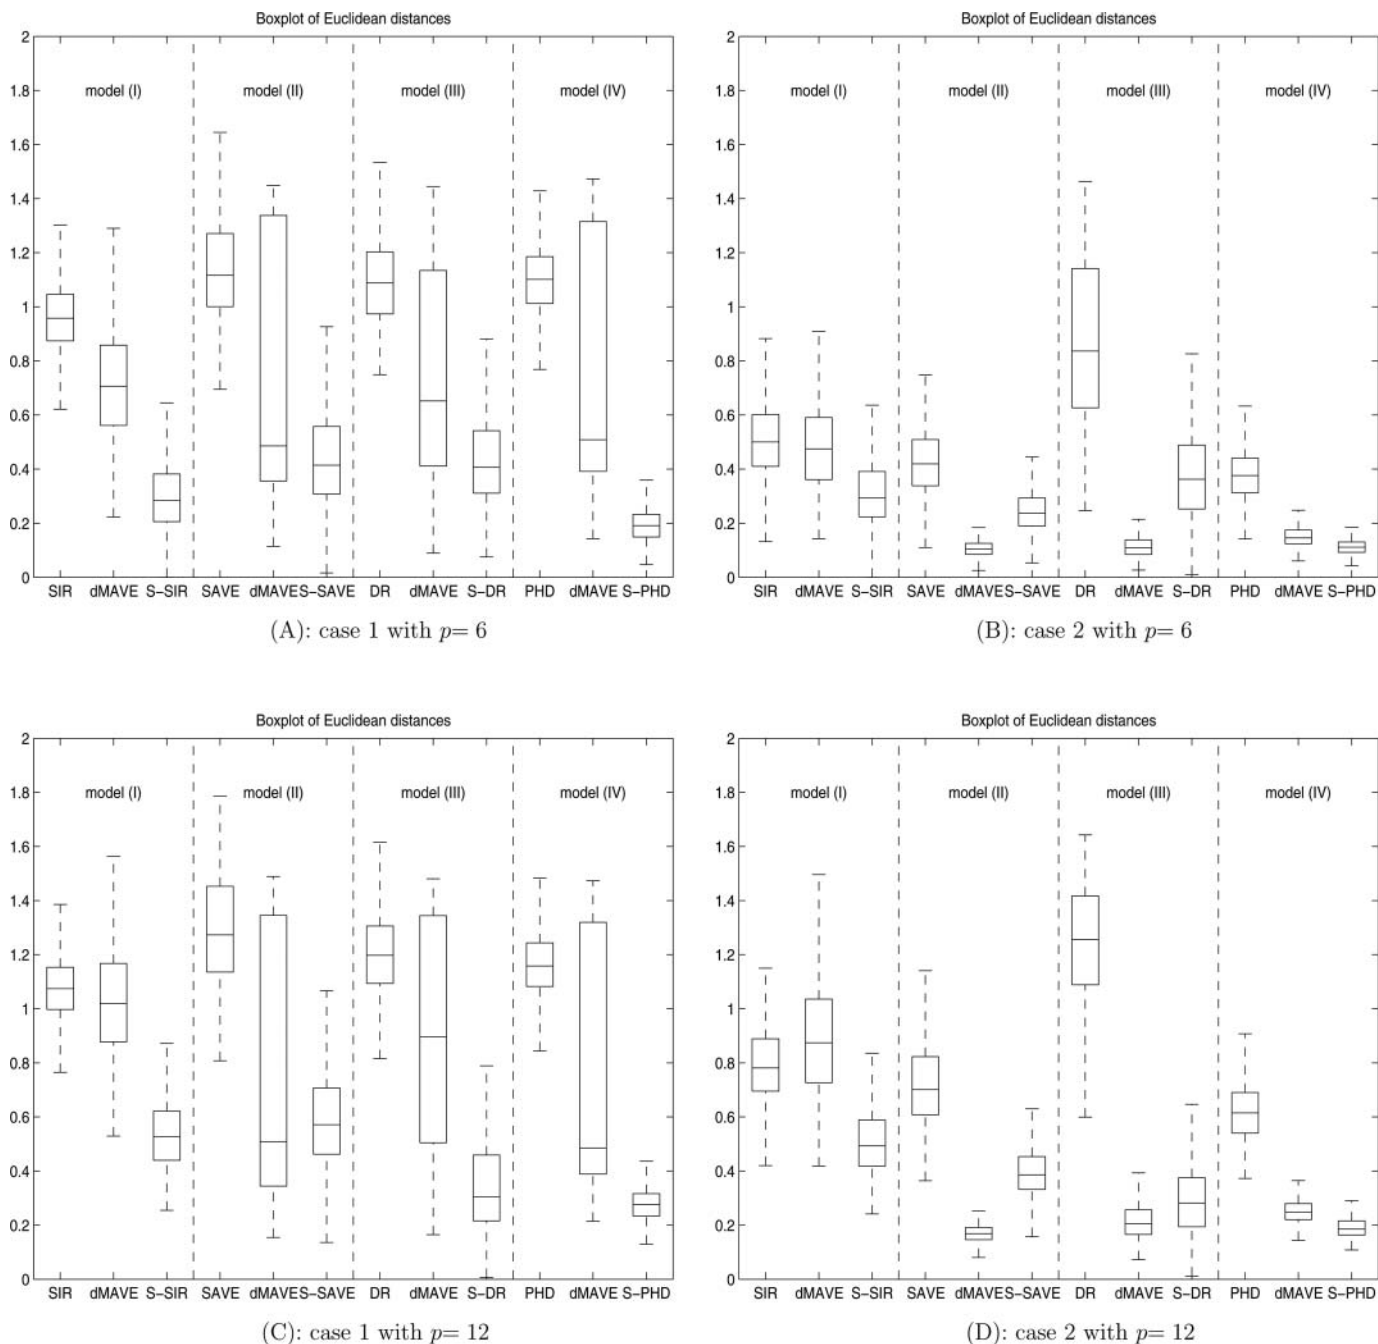 Boxplot of Euclidean distances
2
1.8
1.6
1.4
1.2
1
0.8
0.6
0.4
0.2
0
model (I) model (II) model (III) model (IV)
SIR dMAVE S-SIR SAVE dMAVE S-SAVE DR dMAVE S-DR PHD dMAVE S-PHD
(A): case 1 with p= 6
Boxplot of Euclidean distances
2
1.8
1.6
1.4
1.2
1
0.8
0.6
0.4
0.2
0
model (I) model (II) model (III) model (IV)
SIR dMAVE S-SIR SAVE dMAVE S-SAVE DR dMAVE S-DR PHD dMAVE S-PHD
(B): case 2 with p= 6
Boxplot of Euclidean distances
2
1.8
1.6
1.4
1.2
1
0.8
0.6
0.4
0.2
0
model (I) model (II) model (III) model (IV)
SIR dMAVE S-SIR SAVE dMAVE S-SAVE DR dMAVE S-DR PHD dMAVE S-PHD
(C): case 1 with p= 12
Boxplot of Euclidean distances
2
1.8
1.6
1.4
1.2
1
0.8
0.6
0.4
0.2
0
model (I) model (II) model (III) model (IV)
SIR dMAVE S-SIR SAVE dMAVE S-SAVE DR dMAVE S-DR PHD dMAVE S-PHD
(D): case 2 with p= 12